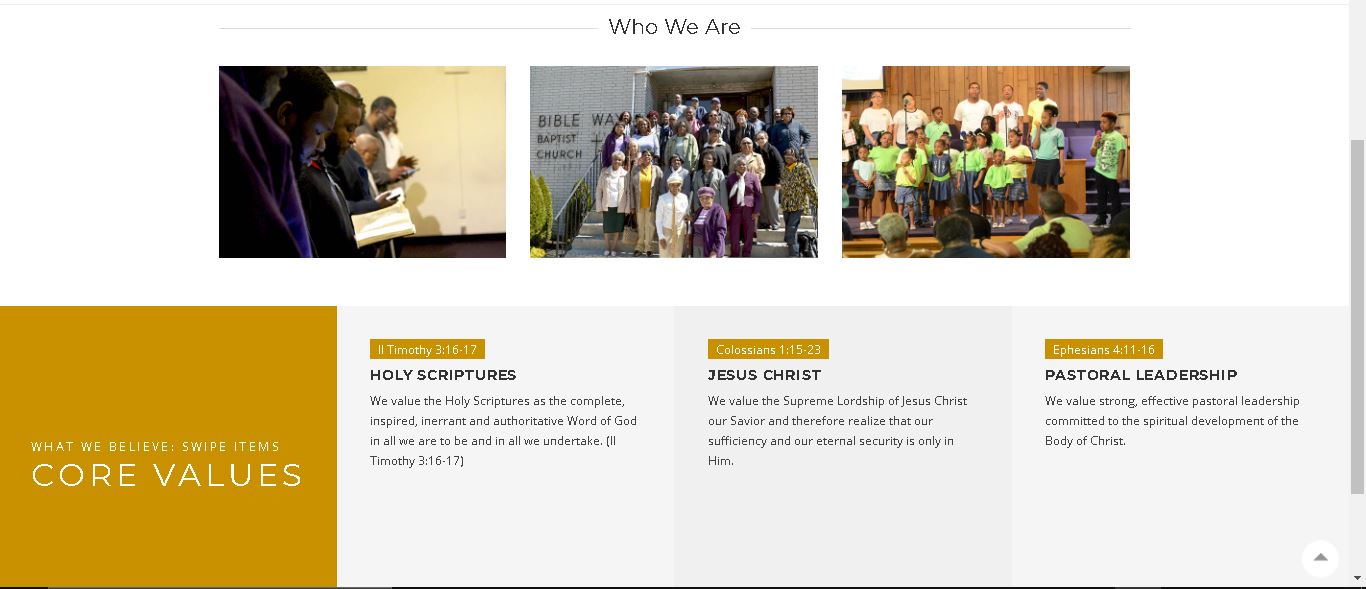 Who We Are
BIBLE WAY
BAPTIST
CHURCH
WHAT WE BELIEVE: SWIPE ITEMS
CORE VALUES
II Timothy 3:16-17
HOLY SCRIPTURES
We value the Holy Scriptures as the complete,
inspired, inerrant and authoritative Word of God
in all we are to be and in all we undertake. (II
Timothy 3:16-17)
Colossians 1:15-23
JESUS CHRIST
We value the Supreme Lordship of Jesus Christ
our Savior and therefore realize that our
sufficiency and our eternal security is only in
Him.
Ephesians 4:11-16
PASTORAL LEADERSHIP
We value strong, effective pastoral leadership
committed to the spiritual development of the
Body of Christ.